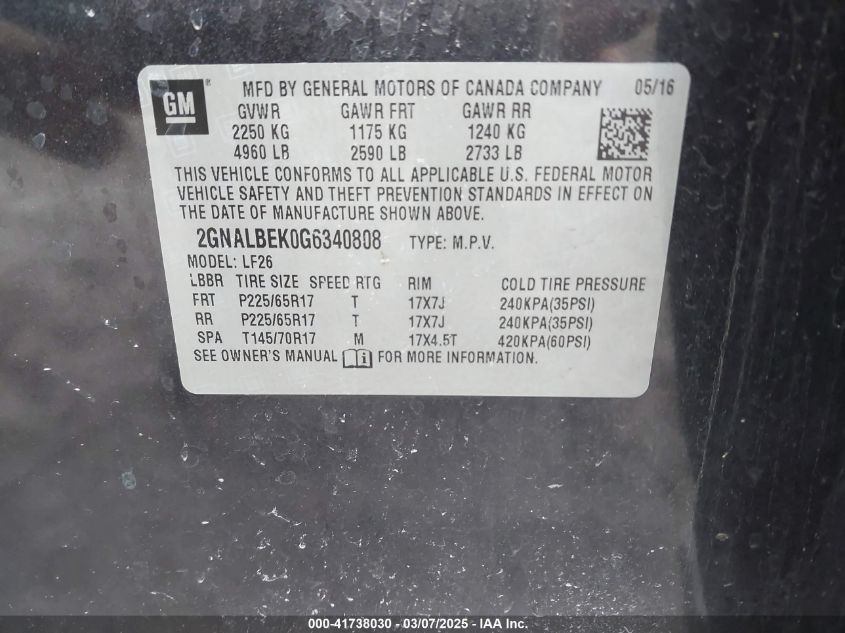 GM ® MFD BY GENERAL MOTORS OF CANADA COMPANY 05/16
GVWR GAWR FRT GAWR RR
2250 KG 1175 KG 1240 KG
4960 LB 2590 LB 2733 LB
THIS VEHICLE CONFORMS TO ALL APPLICABLE U.S. FEDERAL MOTOR
VEHICLE SAFETY AND THEFT PREVENTION STANDARDS IN EFFECT ON
THE DATE OF MANUFACTURE SHOWN ABOVE.
2GNALBEK0G6340808 TYPE: M.P.V.
MODEL: LF26
LBBR TIRE SIZE SPEED RTG RIM COLD TIRE PRESSURE
FRT P225/65R17 T 17X7J 240KPA(35PSI)
RR P225/65R17 T 17X7J 240KPA(35PSI)
SPA T145/70R17 M 17X4.5T 420KPA(60PSI)
SEE OWNER'S MANUAL FOR MORE INFORMATION.
000-41738030 - 03/07/2025 - IAA Inc.